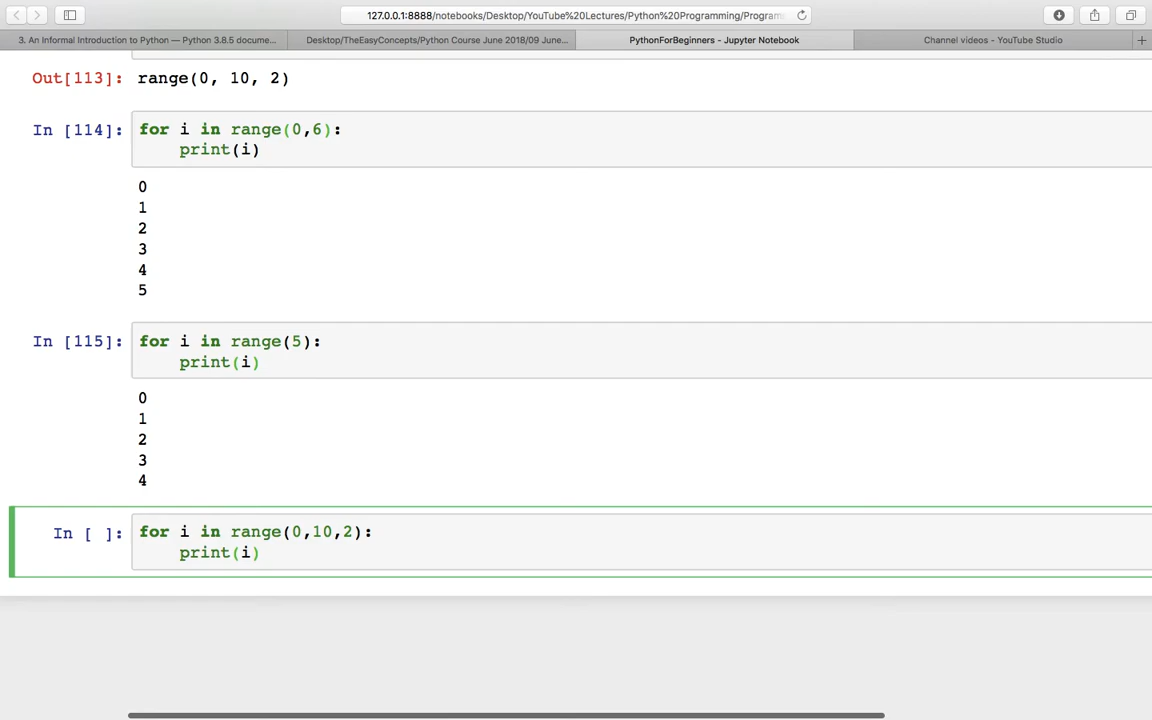 127.0.0.1:8888/notebooks/Desktop/YouTube%20Lectures/Python%20Programming/Program
3. An Informal Introduction to Python — Python 3.8.5 docume...
Desktop/TheEasyConcepts/Python Course June 2018/09 June...
PythonForBeginners - Jupyter Notebook
Channel videos - YouTube Studio
+
Out[113]: range(0, 10, 2)
In [114]: for i in range(0,6):
print(i)
0
1
2
3
4
5
In [115]: for i in range(5):
print(i)
0
1
2
3
4
In [ ]: for i in range(0,10,2):
print(i)